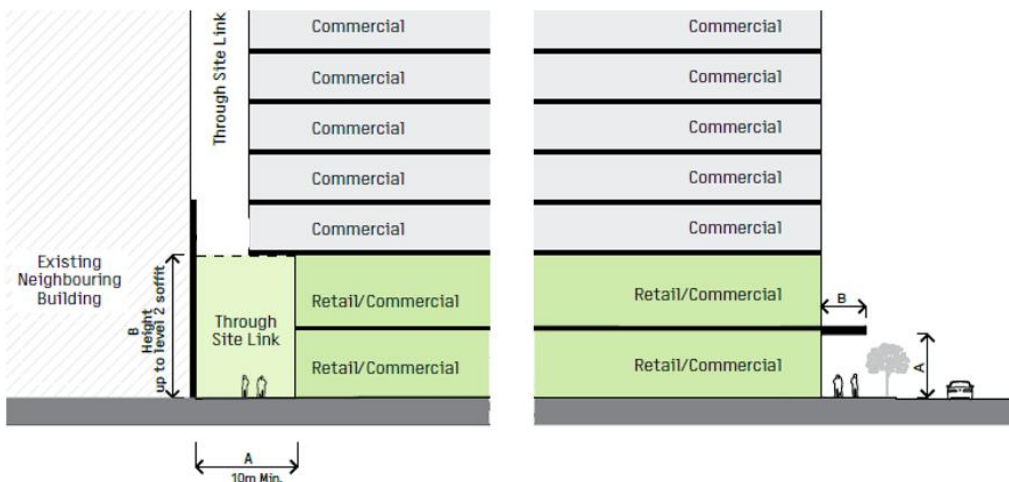 Through Site Link
Commercial
Commercial
Commercial
Commercial
Commercial
Retail/Commercial
Retail/Commercial
Existing
Neighbouring
Building
B
Height
up to level 2 soffit
Through
Site Link
A
10m Min.
Commercial
Commercial
Commercial
Commercial
Commercial
Retail/Commercial
Retail/Commercial
B
A